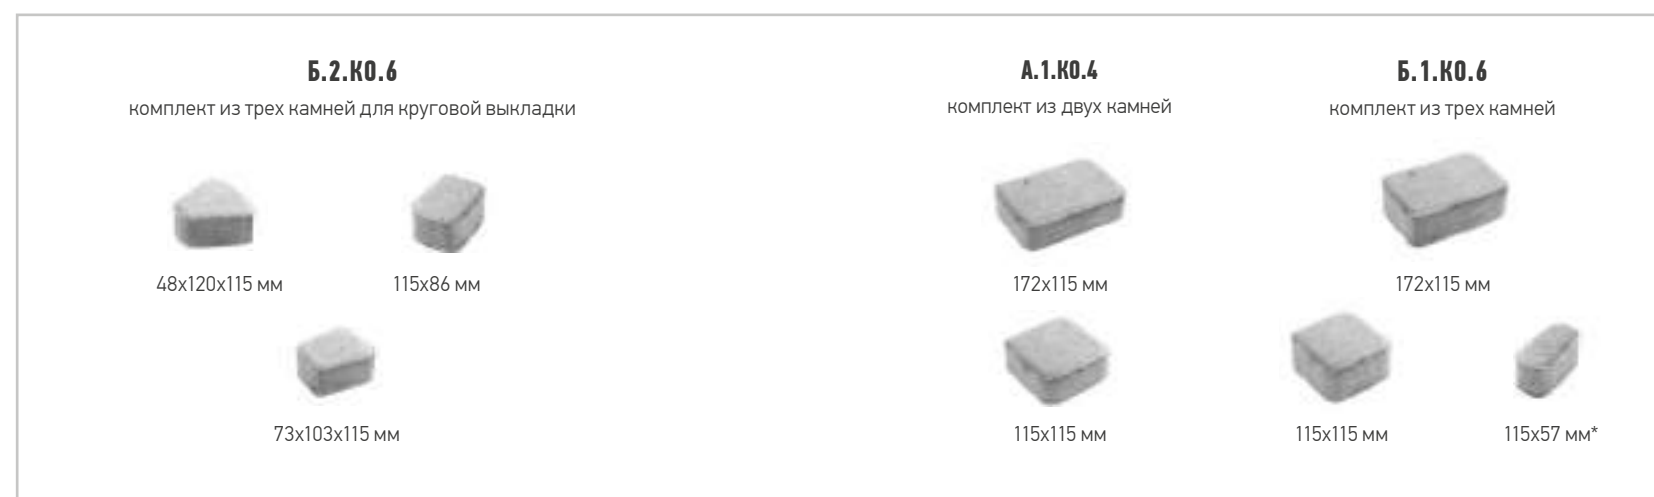 Б.2.КО.6
комплект из трех камней для круговой выкладки
48х120х115 мм
115х86 мм
73х103х115 мм
А.1.КО.4
комплект из двух камней
172х115 мм
115х115 мм
Б.1.КО.6
комплект из трех камней
172х115 мм
115х115 мм
115х57 мм*